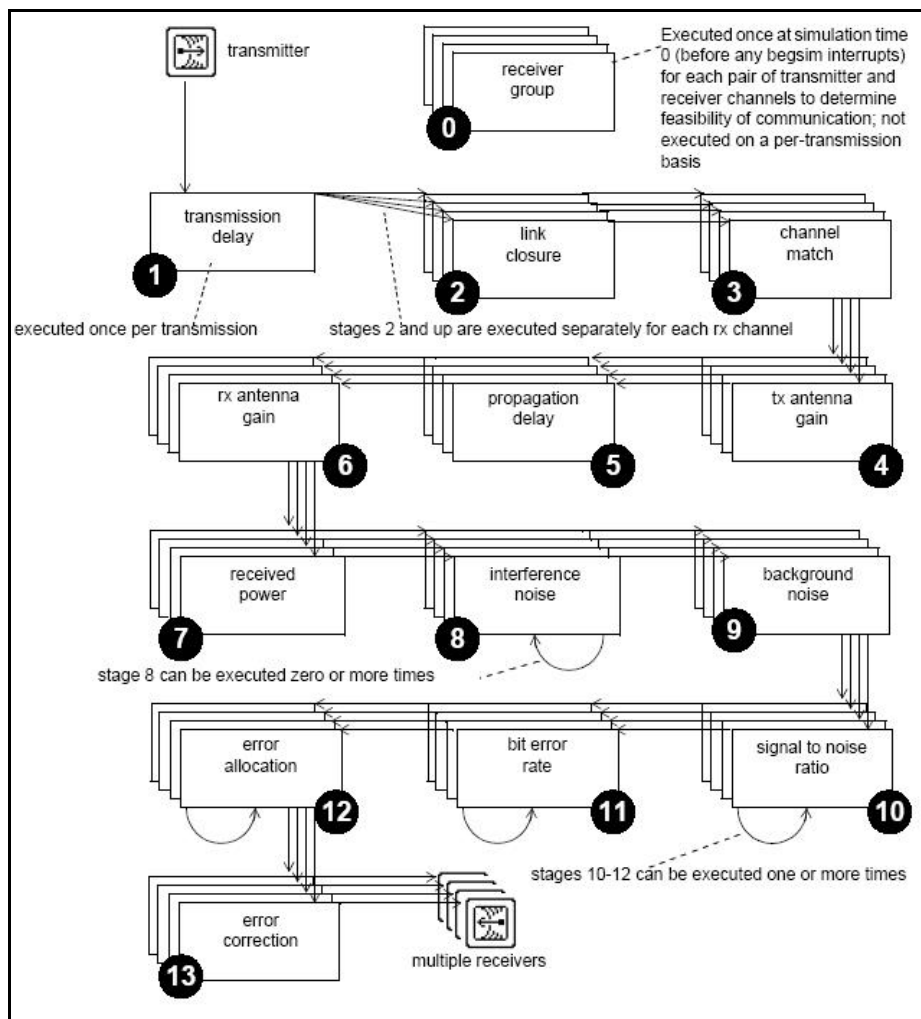 transmitter
receiver
group
0
Executed once at simulation time
0 (before any begsim interrupts)
for each pair of transmitter and
receiver channels to determine
feasibility of communication; not
executed on a per-transmission
basis
transmission
delay
1
link
closure
2
channel
match
3
executed once per transmission
stages 2 and up are executed separately for each rx channel
rx antenna
gain
6
propagation
delay
5
tx antenna
gain
4
received
power
7
interference
noise
8
background
noise
9
stage 8 can be executed zero or more times
error
allocation
12
bit error
rate
11
signal to noise
ratio
10
stages 10-12 can be executed one or more times
error
correction
13
multiple receivers